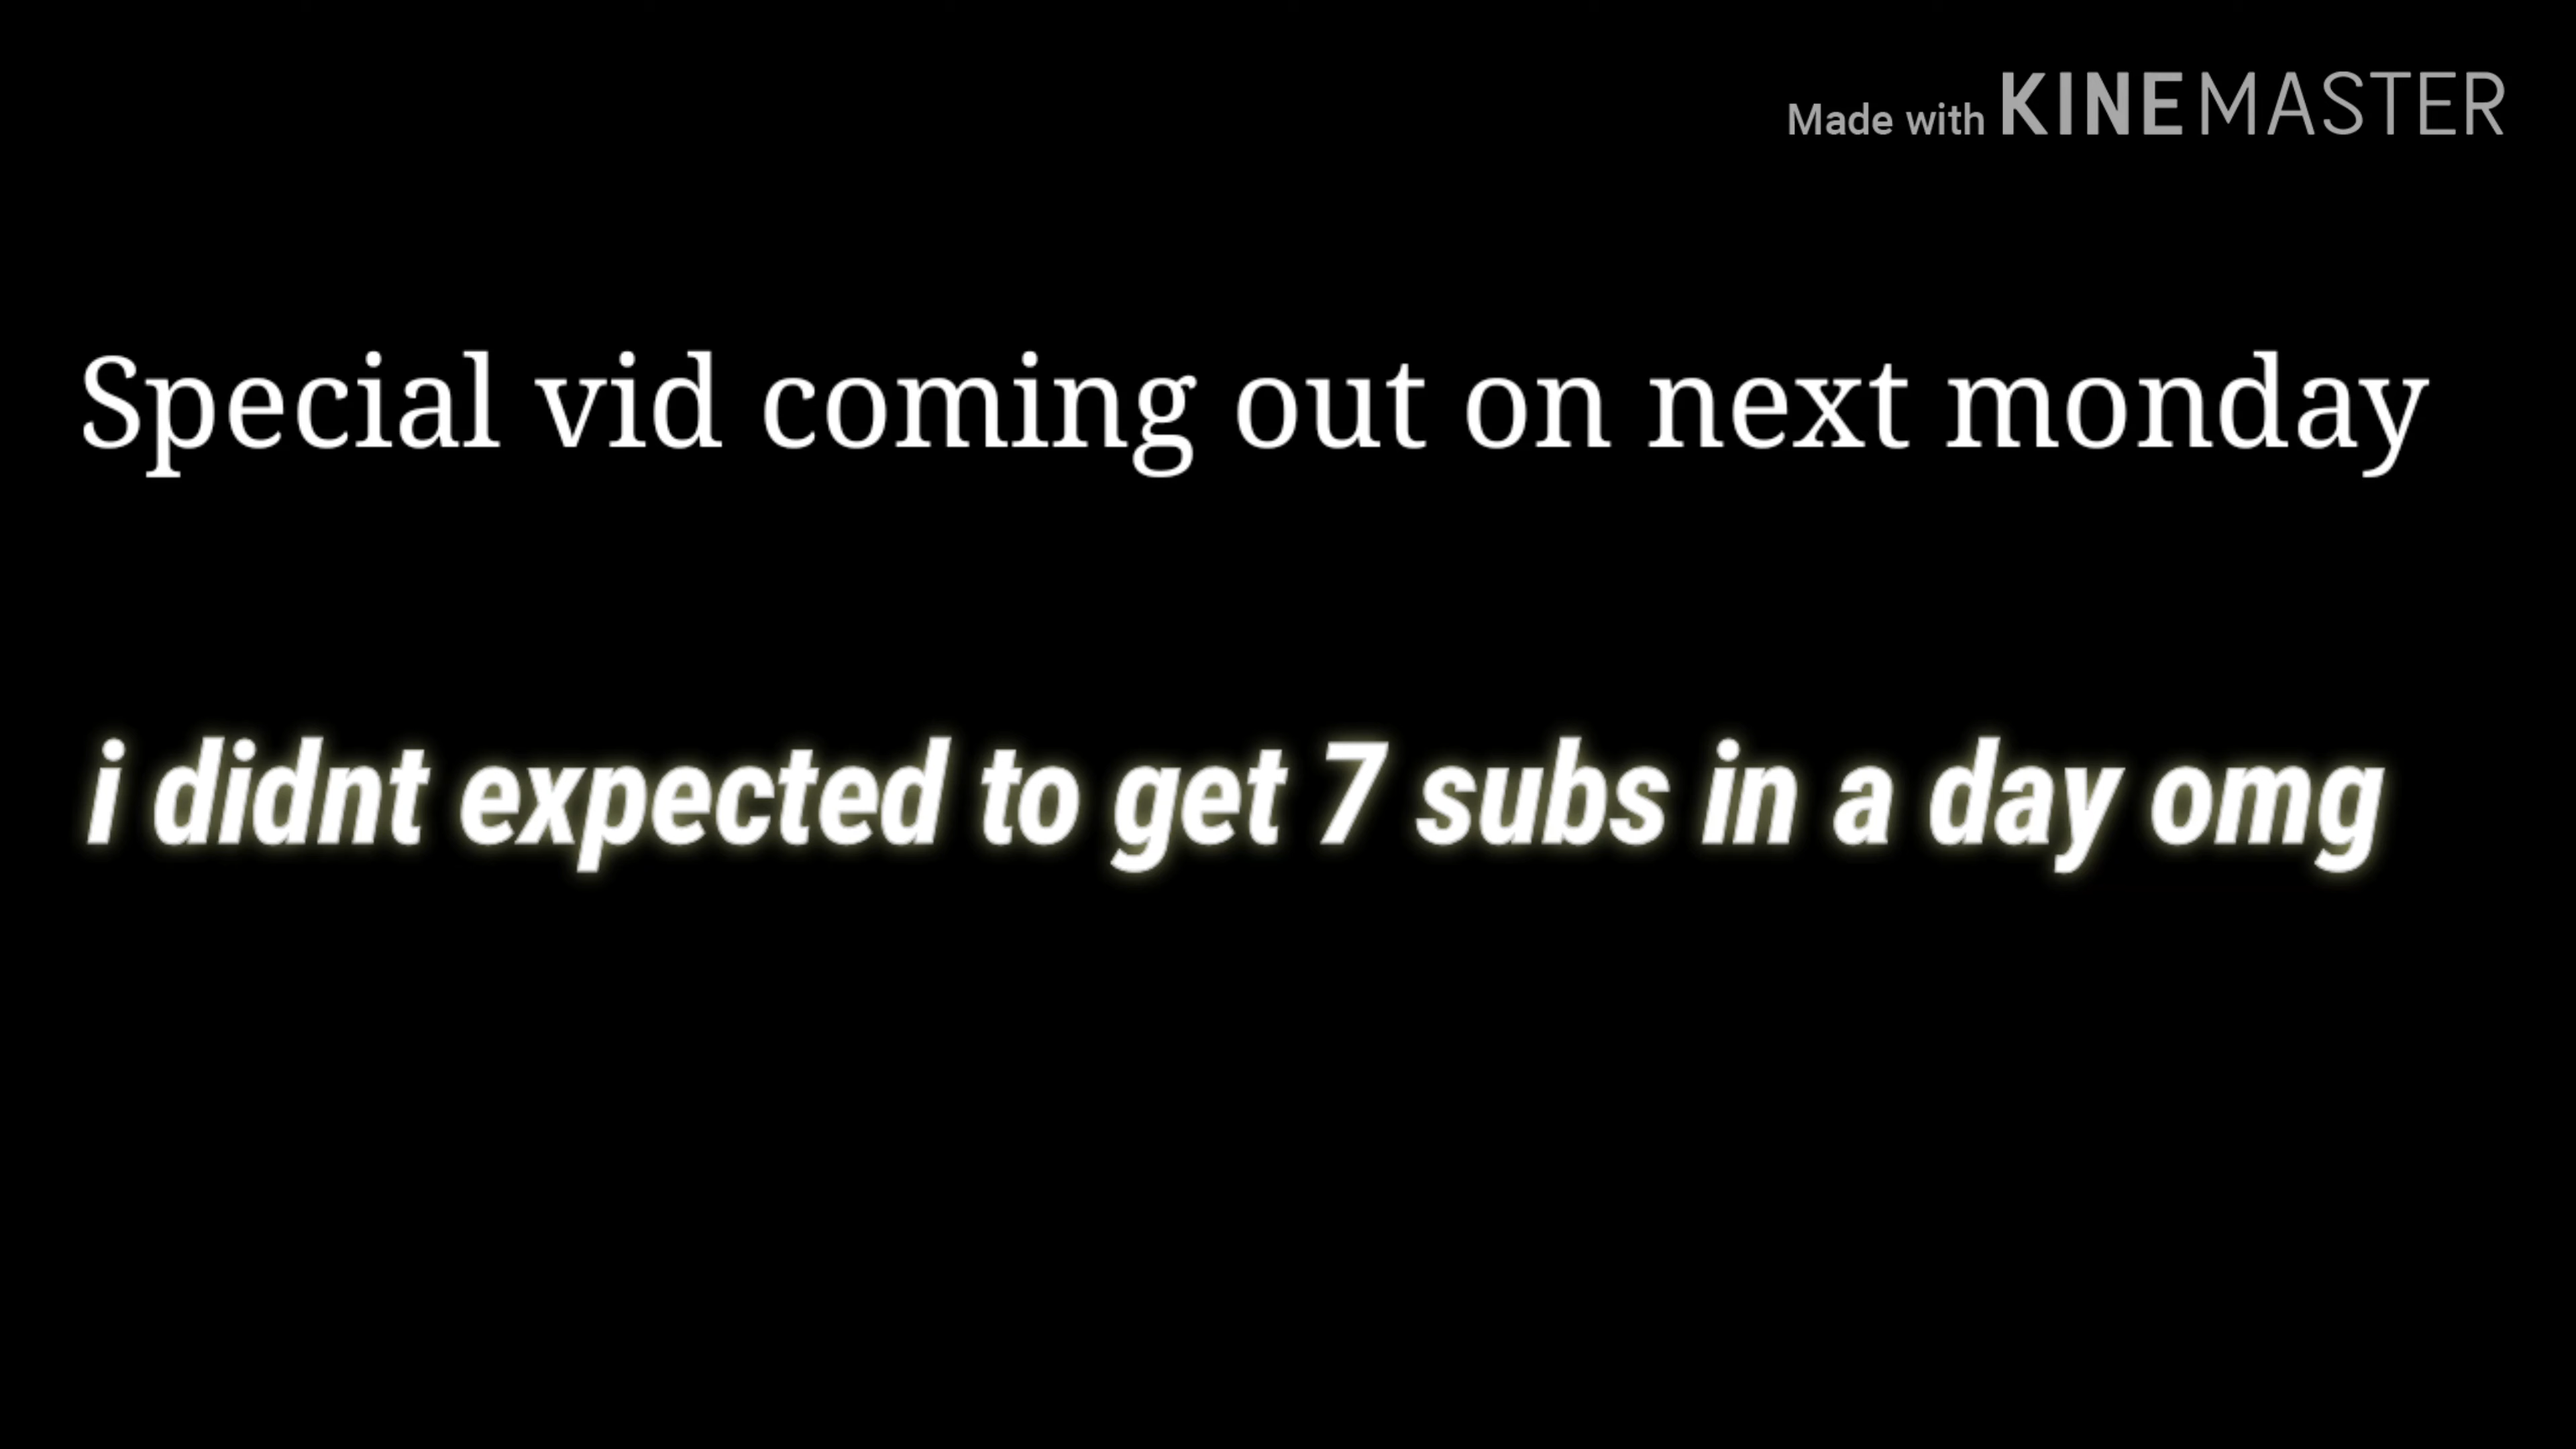 Made with KINEMASTER
Special vid coming out on next monday
i didnt expected to get 7 subs in a day omg